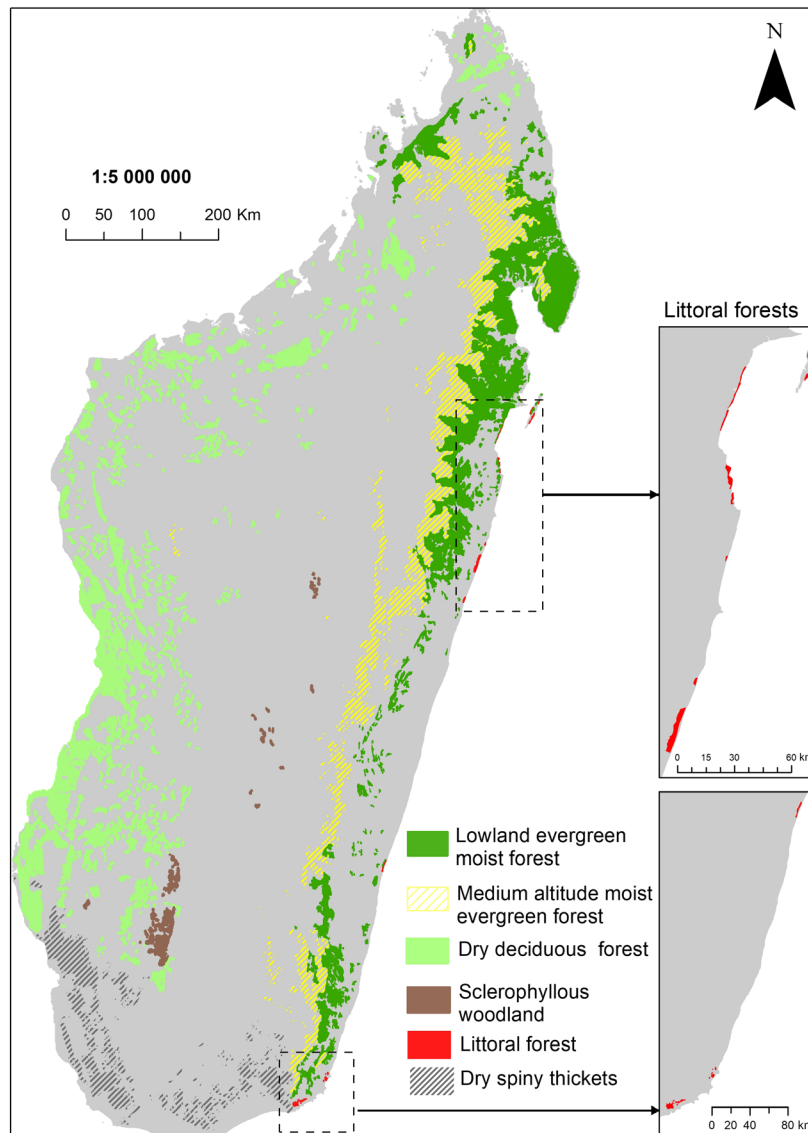 N
1:5 000 000
0 50 100 200 Km
Littoral forests
0 15 30 60 km
Lowland evergreen
moist forest
Medium altitude moist
evergreen forest
Dry deciduous forest
Sclerophyllous
woodland
Littoral forest
Dry spiny thickets
0 20 40 80 km